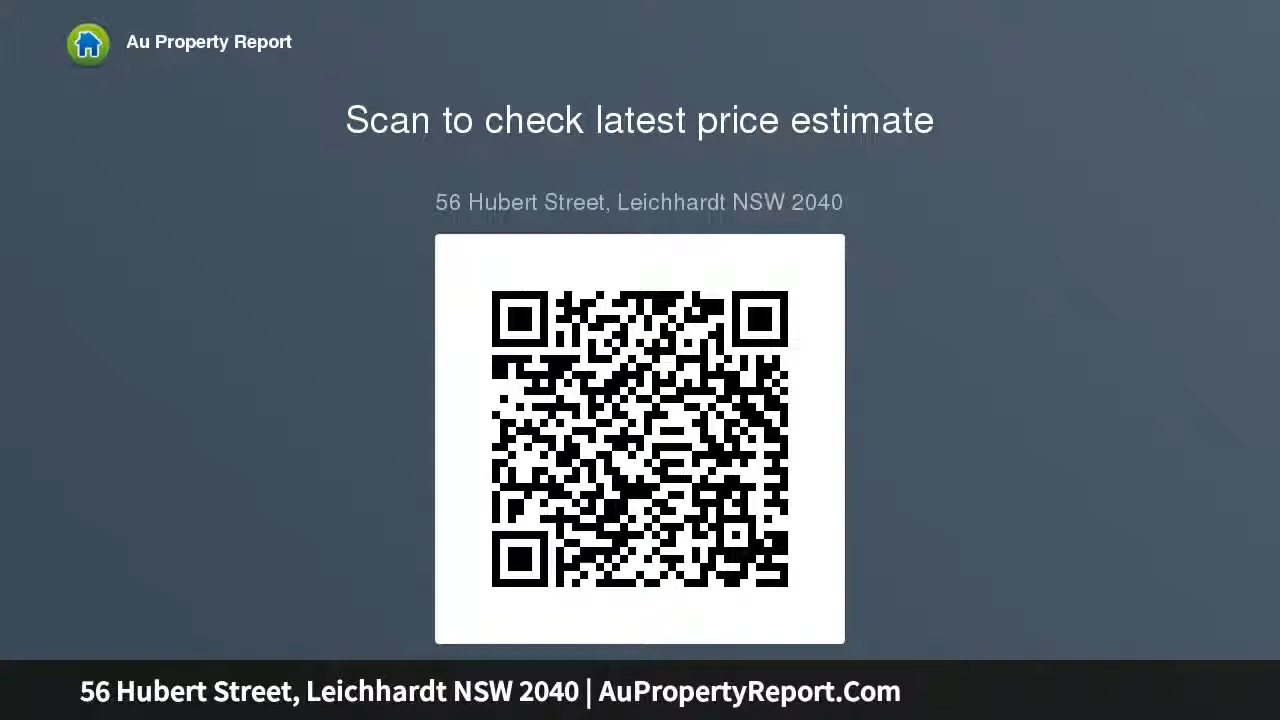 Au Property Report
Scan to check latest price estimate
56 Hubert Street, Leichhardt NSW 2040
56 Hubert Street, Leichhardt NSW 2040 | AuPropertyReport.Com